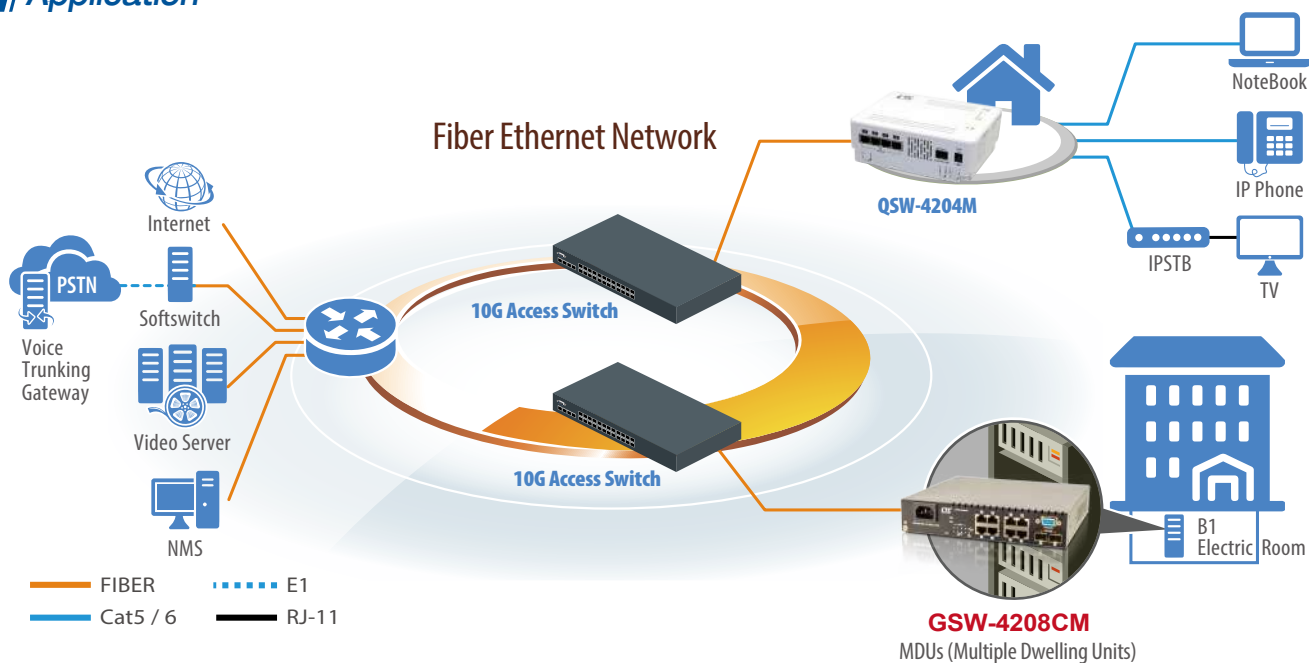 Application
Fiber Ethernet Network
NoteBook
IP Phone
IPSTB
TV
QSW-4204M
Internet
PSTN
Softswitch
Voice
Trunking
Gateway
Video Server
NMS
10G Access Switch
10G Access Switch
B1
Electric Room
GSW-4208CM
MDUs (Multiple Dwelling Units)
FIBER
E1
Cat5 / 6
RJ-11